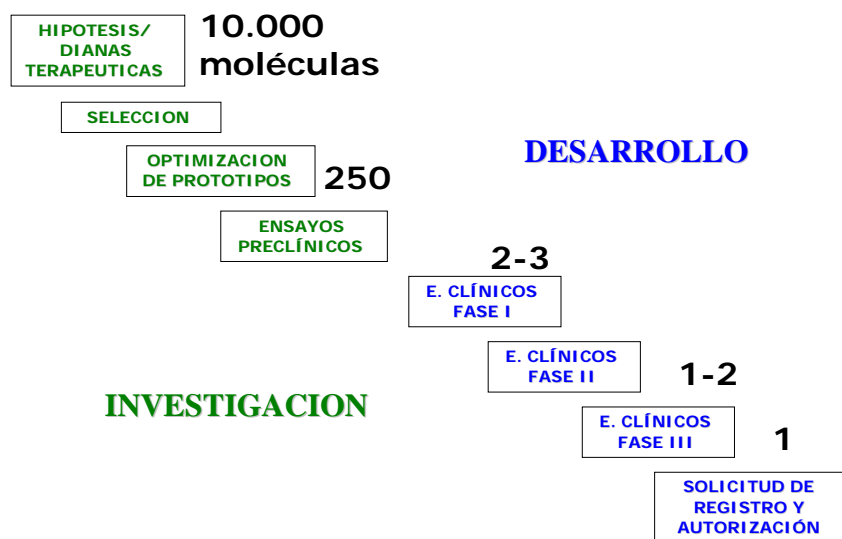 HIPOTESIS/
DIANAS
TERAPEUTICAS
10.000
moléculas
SELECCION
OPTIMIZACION
DE PROTOTIPOS
250
DESARROLLO
ENSAYOS
PRECLÍNICOS
2-3
E. CLÍNICOS
FASE I
E. CLÍNICOS
FASE II
1-2
INVESTIGACION
E. CLÍNICOS
FASE III
1
SOLICITUD DE
REGISTRO Y
AUTORIZACIÓN